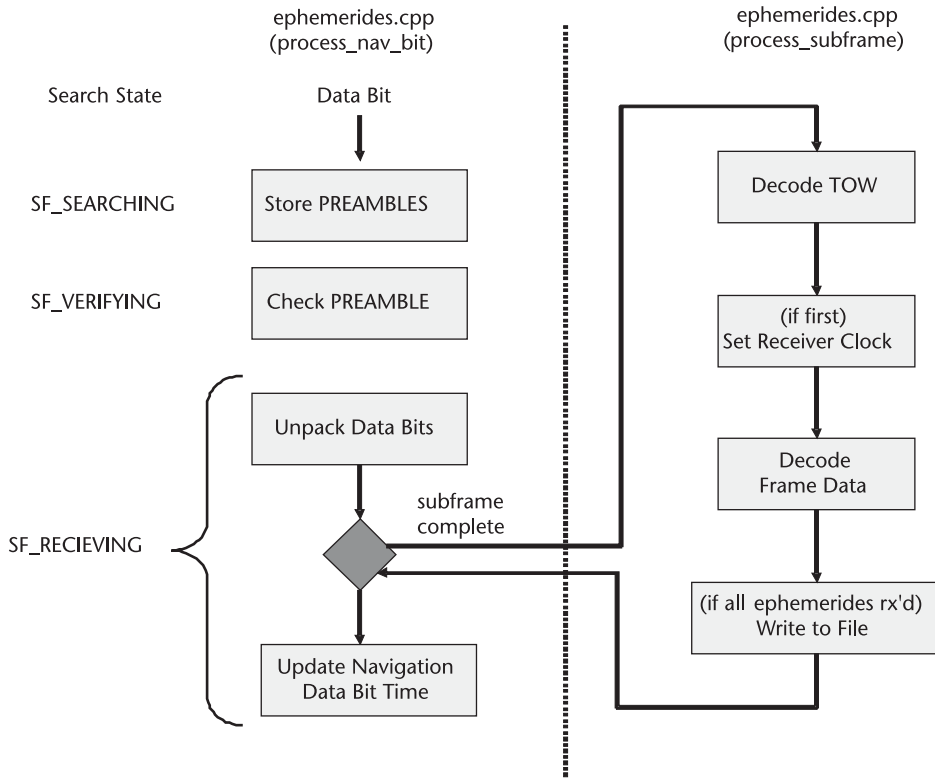 ephemerides.cpp
(process_nav_bit)
Search State
Data Bit
SF_SEARCHING
Store PREAMBLES
SF_VERIFYING
Check PREAMBLE
SF_RECIEVING
Unpack Data Bits
subframe
complete
Update Navigation
Data Bit Time
ephemerides.cpp
(process_subframe)
Decode TOW
(if first)
Set Receiver Clock
Decode
Frame Data
(if all ephemerides rx'd)
Write to File